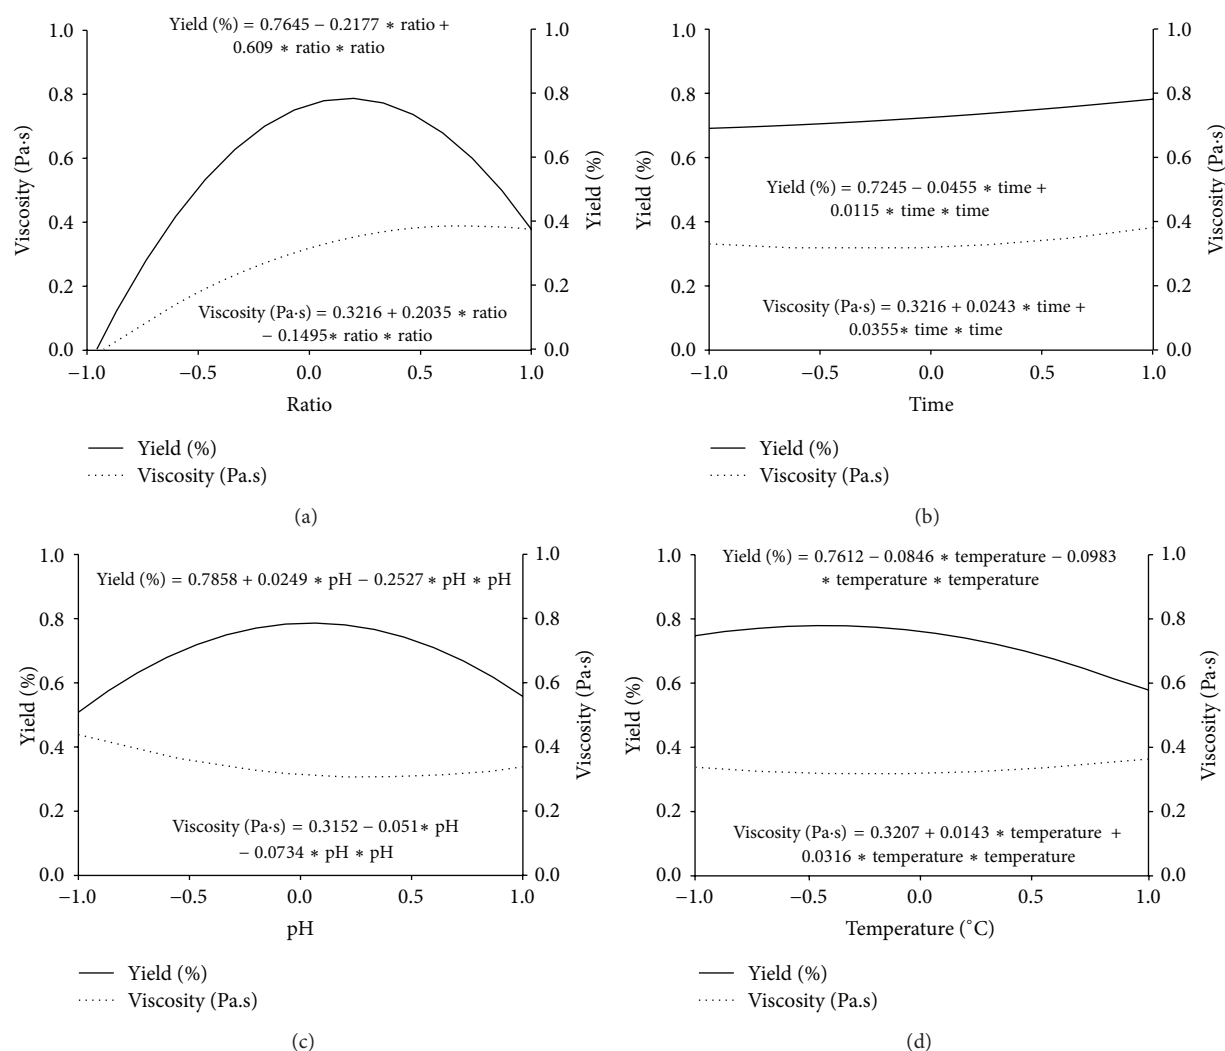 Yield (%) = 0.7645 − 0.2177 ∗ ratio +
0.609 ∗ ratio ∗ ratio
1.0
0.8
0.6
0.4
0.2
0.0
Viscosity (Pa·s)
1.0
0.8
0.6
0.4
0.2
0.0
Yield (%)
Viscosity (Pa·s) = 0.3216 + 0.2035 ∗ ratio
− 0.1495∗ ratio ∗ ratio
−1.0 −0.5 0.0 0.5 1.0
Ratio
Yield (%)
Viscosity (Pa.s)
(a)
1.0
0.8
0.6
0.4
0.2
0.0
Yield (%)
1.0
0.8
0.6
0.4
0.2
0.0
Viscosity (Pa·s)
Yield (%) = 0.7245 − 0.0455 ∗ time +
0.0115 ∗ time ∗ time
Viscosity (Pa·s) = 0.3216 + 0.0243 ∗ time +
0.0355∗ time ∗ time
−1.0 −0.5 0.0 0.5 1.0
Time
Yield (%)
Viscosity (Pa.s)
(b)
1.0
0.8
0.6
0.4
0.2
0.0
Yield (%)
1.0
0.8
0.6
0.4
0.2
0.0
Viscosity (Pa·s)
Yield (%) = 0.7858 + 0.0249 ∗ pH − 0.2527 ∗ pH ∗ pH
Viscosity (Pa·s) = 0.3152 − 0.051∗ pH
− 0.0734 ∗ pH ∗ pH
−1.0 −0.5 0.0 0.5 1.0
pH
Yield (%)
Viscosity (Pa.s)
(c)
1.0
0.8
0.6
0.4
0.2
0.0
Yield (%)
1.0
0.8
0.6
0.4
0.2
0.0
Viscosity (Pa·s)
Yield (%) = 0.7612 − 0.0846 ∗ temperature − 0.0983
∗ temperature ∗ temperature
Viscosity (Pa·s) = 0.3207 + 0.0143 ∗ temperature +
0.0316 ∗ temperature ∗ temperature
−1.0 −0.5 0.0 0.5 1.0
Temperature (°C)
Yield (%)
Viscosity (Pa.s)
(d)